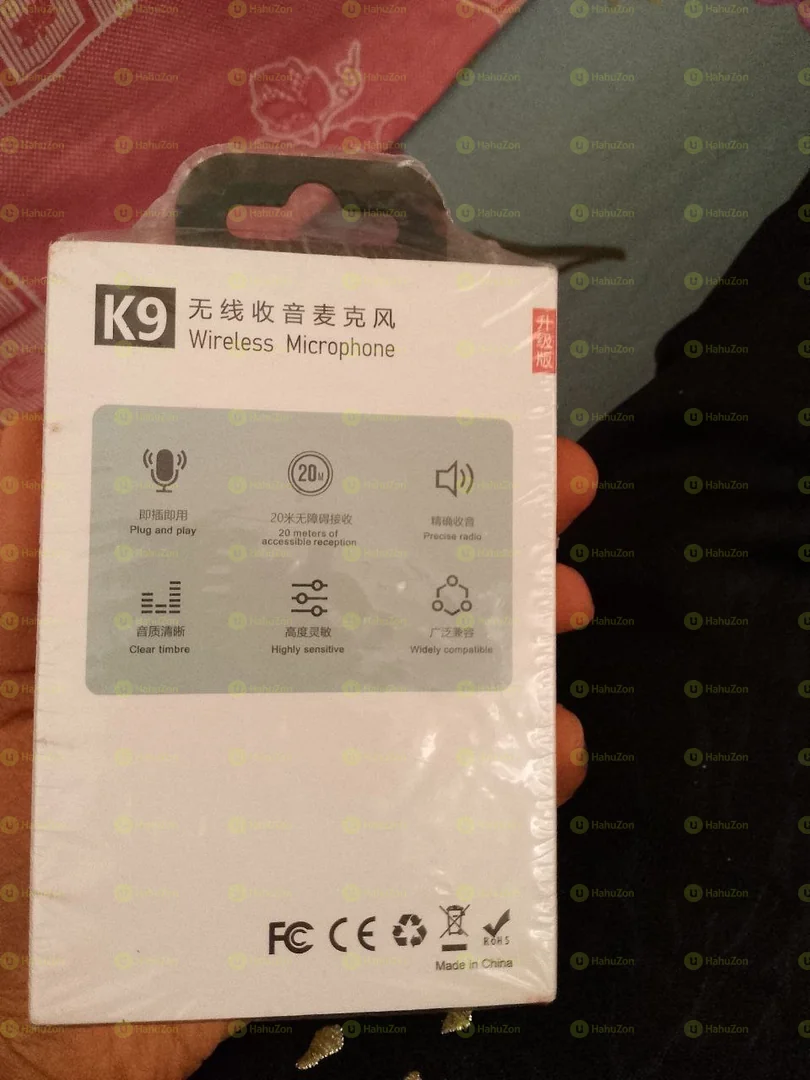 K9 无线收音麦克风
Wireless Microphone
升级版
20M
即插即用
Plug and play
20米无障碍接收
20 meters of
accessible reception
精确收音
Precise radio
音质清晰
Clear timbre
高度灵敏
Highly sensitive
广泛兼容
Widely compatible
FC CE RoHS
Made in China
HahuZon